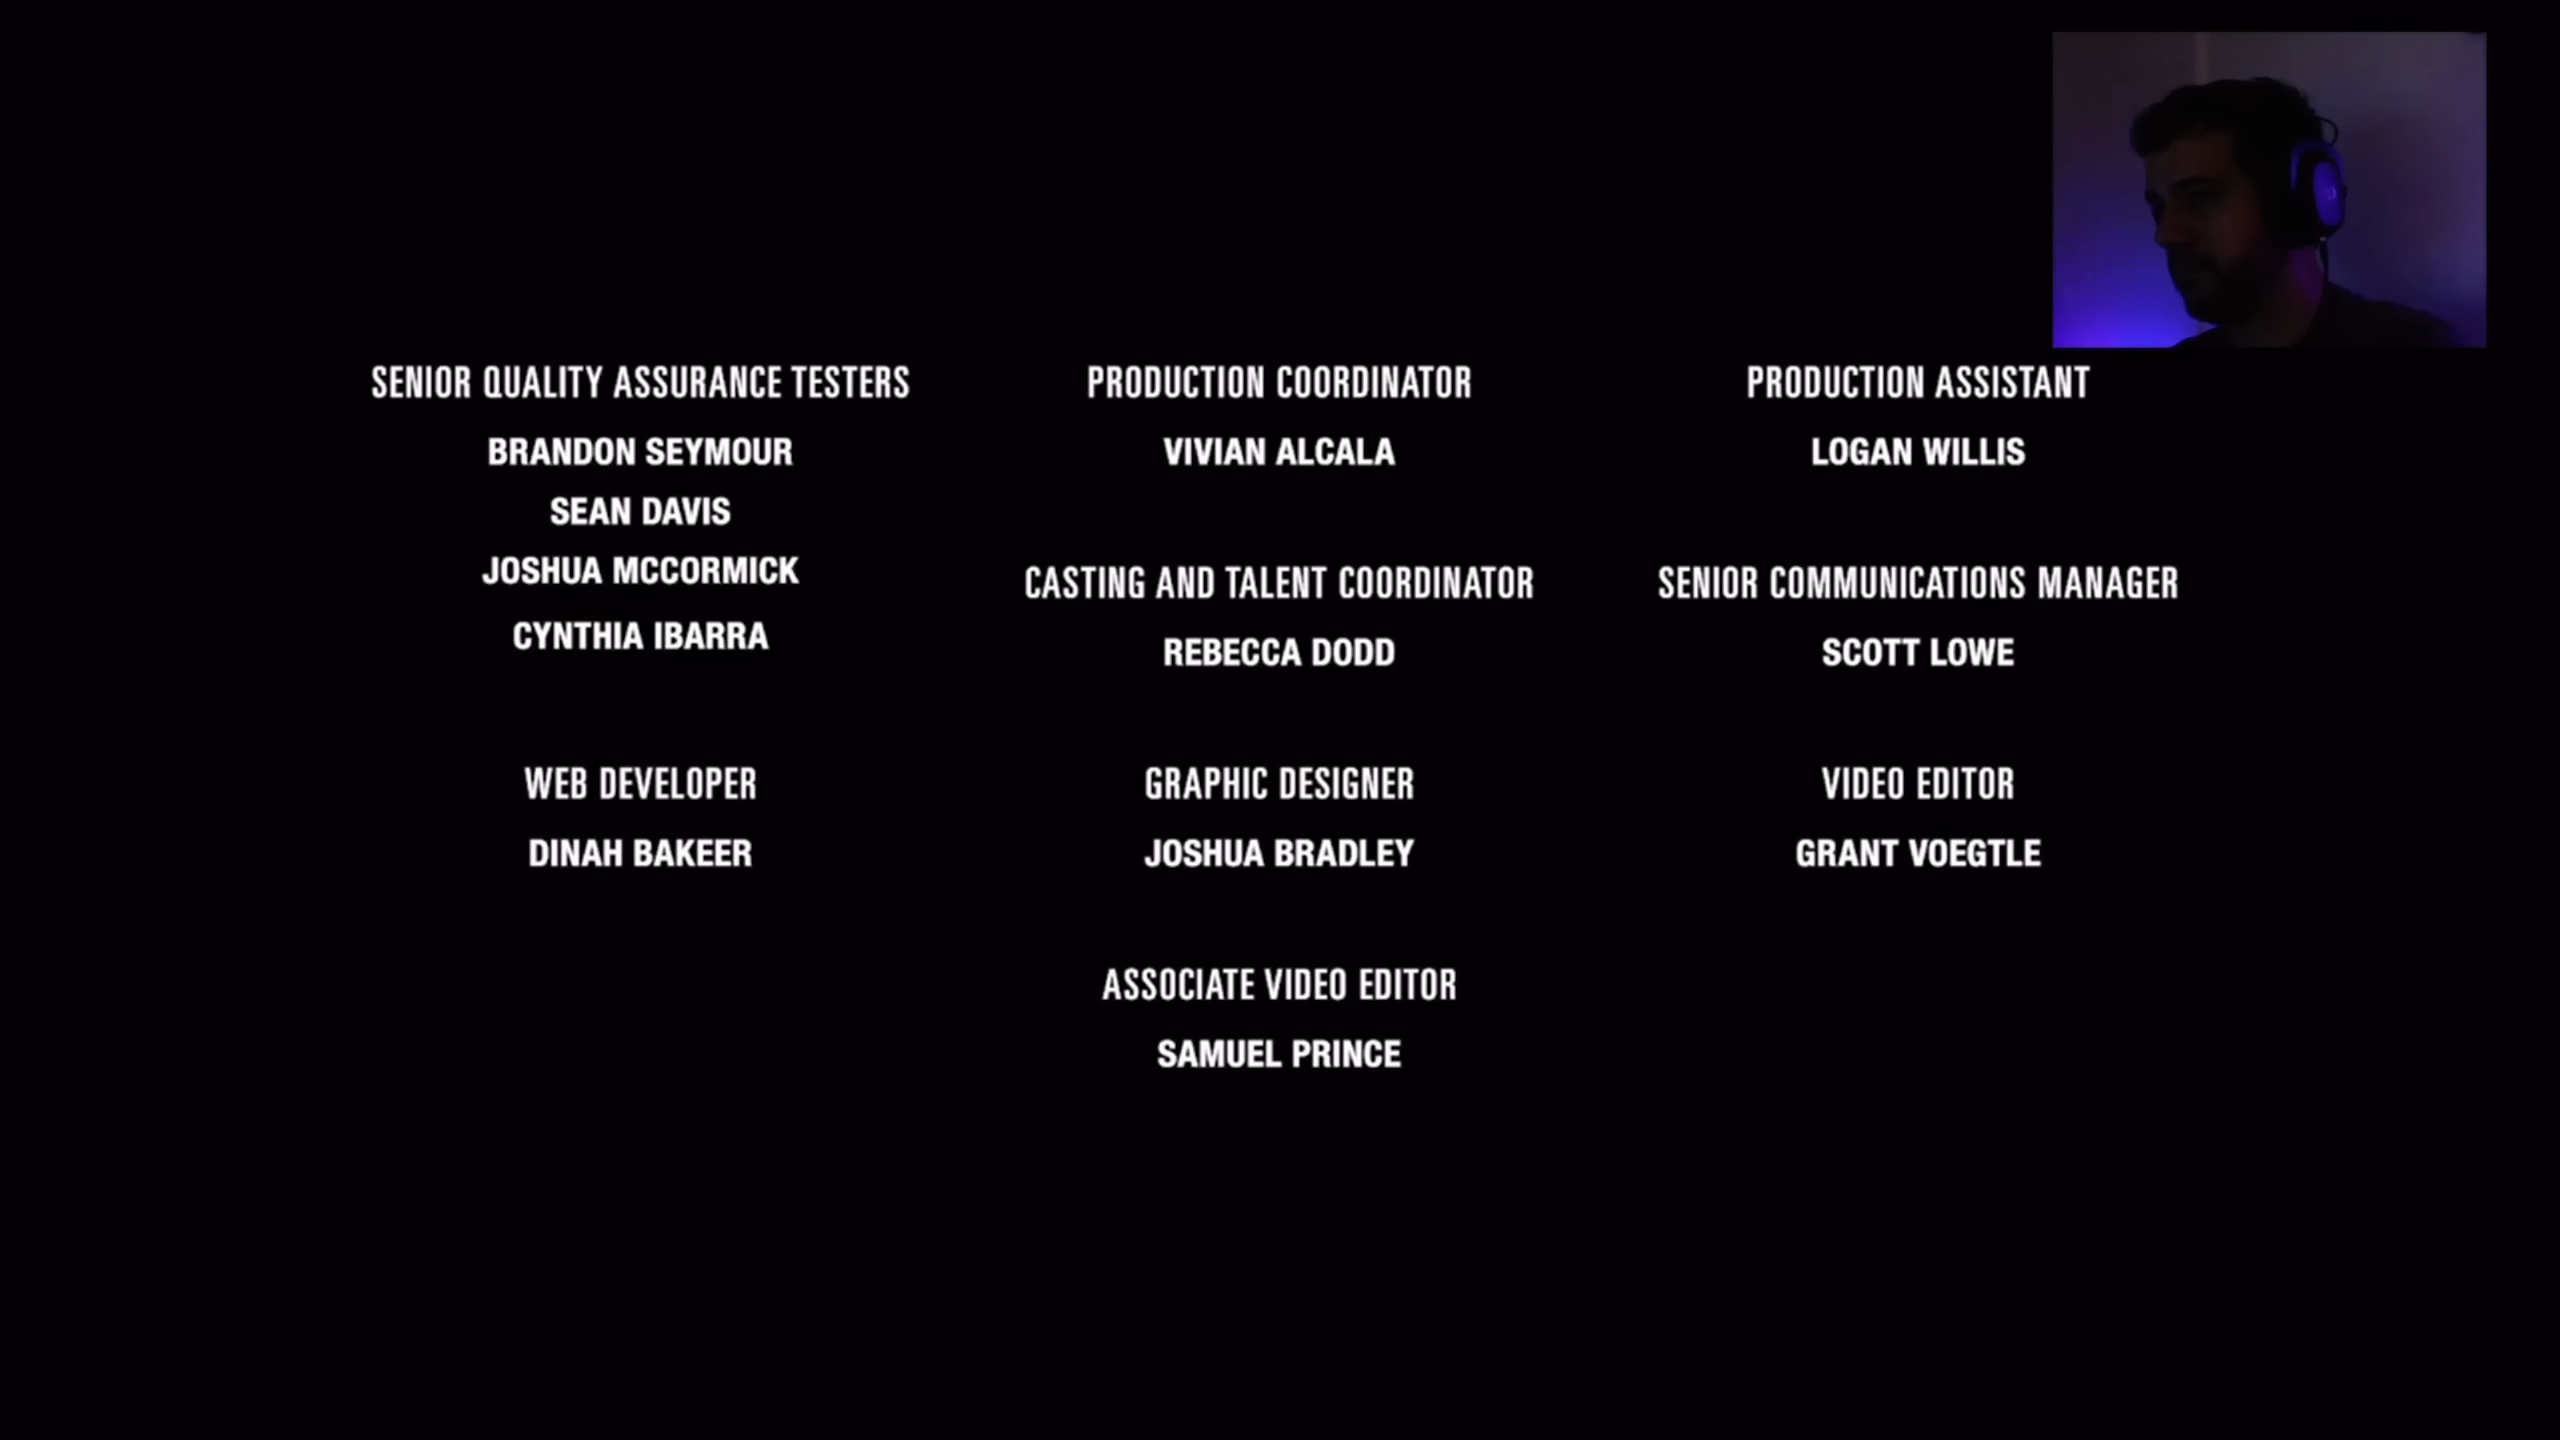 SENIOR QUALITY ASSURANCE TESTERS
BRANDON SEYMOUR
SEAN DAVIS
JOSHUA MCCORMICK
CYNTHIA IBARRA
PRODUCTION COORDINATOR
VIVIAN ALCALA
PRODUCTION ASSISTANT
LOGAN WILLIS
CASTING AND TALENT COORDINATOR
REBECCA DODD
SENIOR COMMUNICATIONS MANAGER
SCOTT LOWE
WEB DEVELOPER
DINAH BAKEER
GRAPHIC DESIGNER
JOSHUA BRADLEY
VIDEO EDITOR
GRANT VOEGTLE
ASSOCIATE VIDEO EDITOR
SAMUEL PRINCE